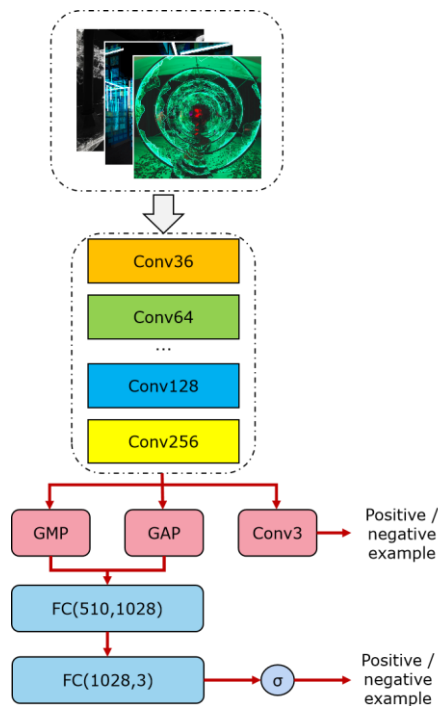 Conv36
Conv64
...
Conv128
Conv256
GMP
GAP
Conv3
Positive /
negative
example
FC(510,1028)
FC(1028,3)
σ
Positive /
negative
example